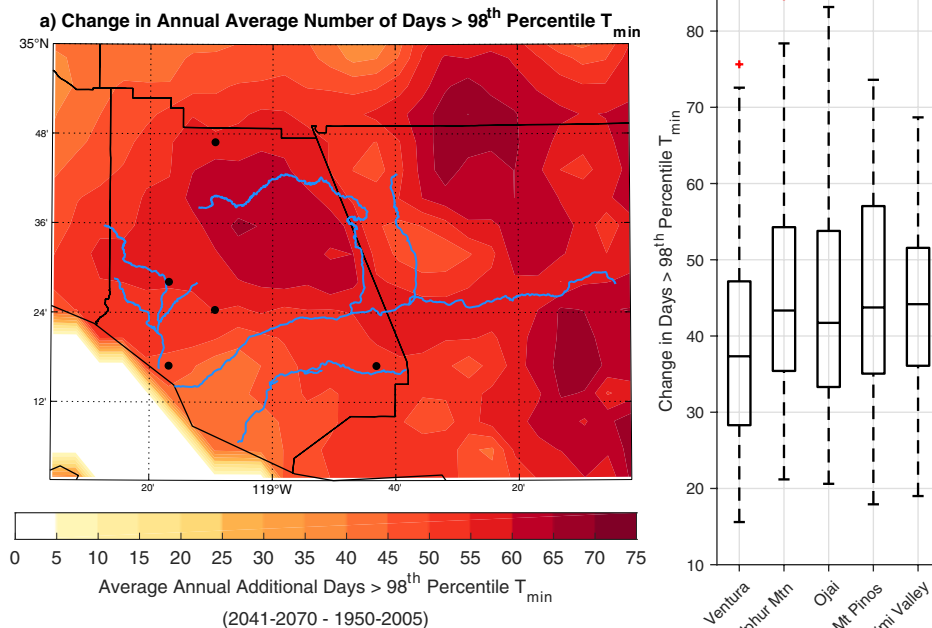 a) Change in Annual Average Number of Days > 98th Percentile Tmin
35°N
48'
36'
24'
12'
20'
119°W
40'
20'
0 5 10 15 20 25 30 35 40 45 50 55 60 65 70 75
Average Annual Additional Days > 98th Percentile Tmin
(2041-2070 - 1950-2005)
Change in Days > 98th Percentile Tmin
80
70
60
50
40
30
20
10
Ventura
Mtn
Ojai
Mt Pinos
Valley